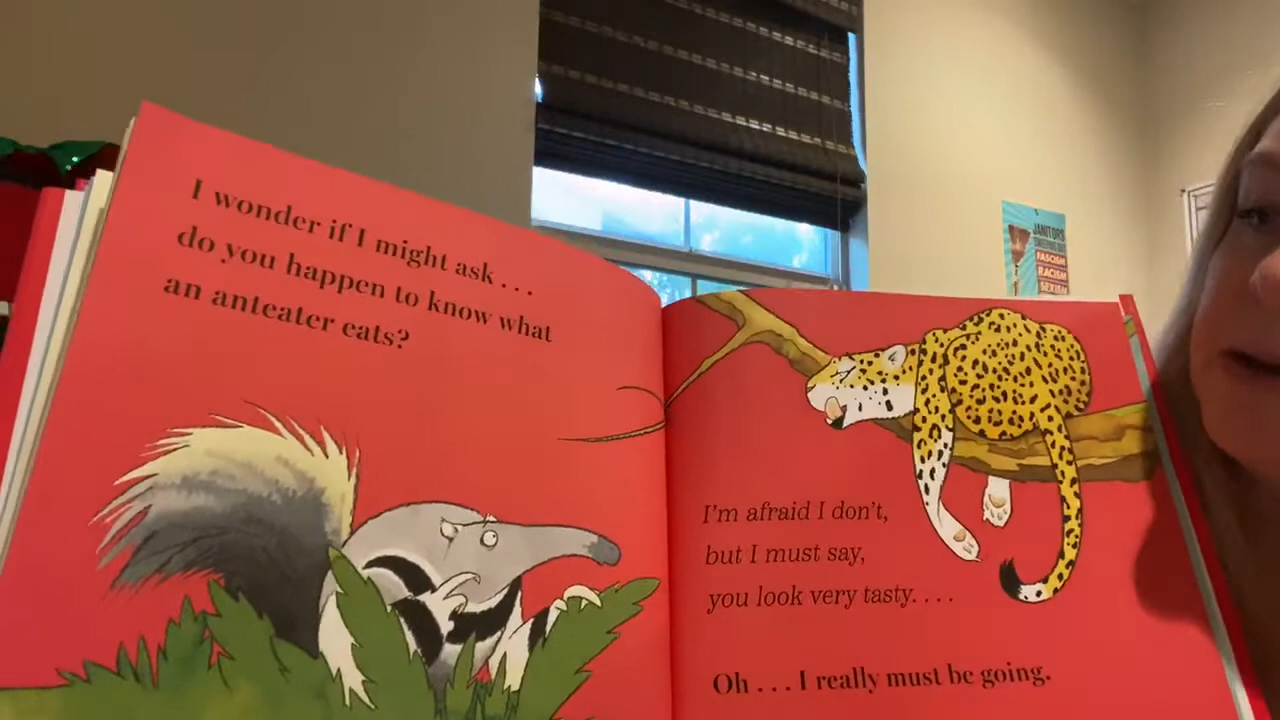 I wonder if I might ask . . .
do you happen to know what
an anteater eats?
I'm afraid I don't,
but I must say,
you look very tasty. . . .
Oh . . . I really must be going.
JANITORS
FASCISM
RACISM
SEXISM